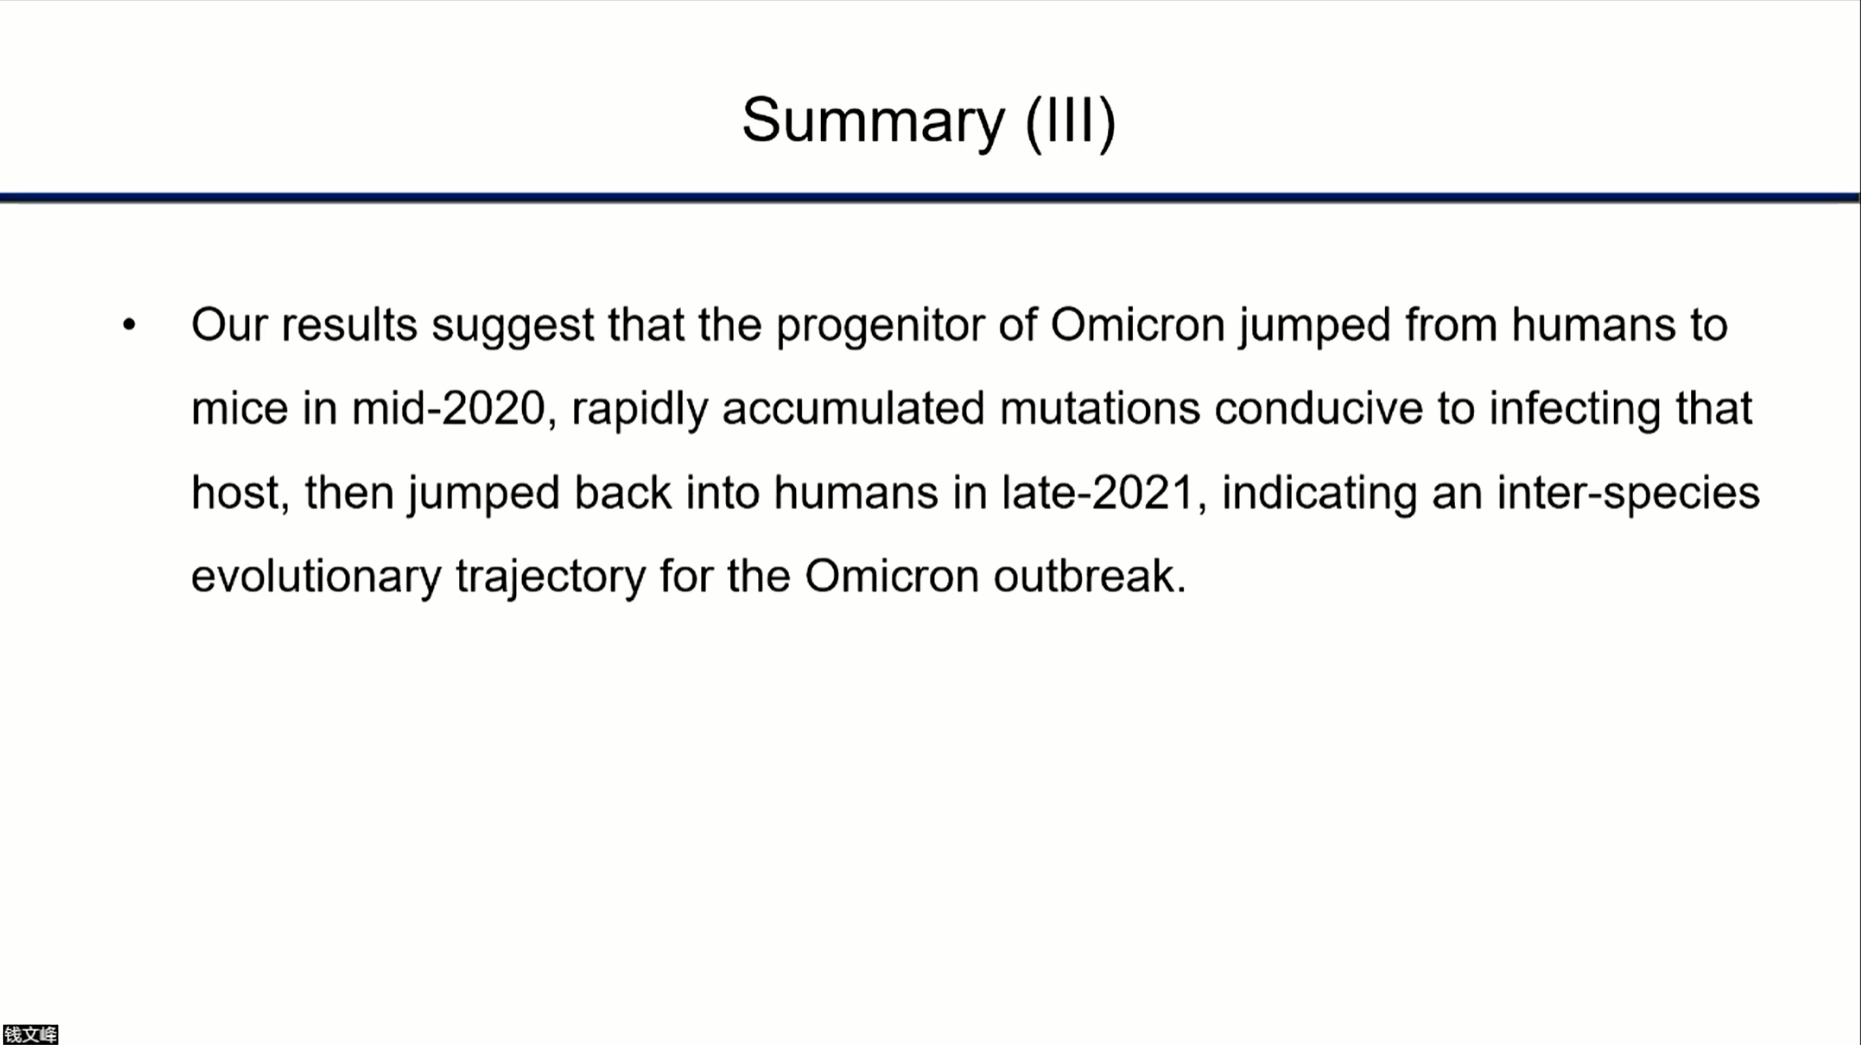 Summary (III)
• Our results suggest that the progenitor of Omicron jumped from humans to
mice in mid-2020, rapidly accumulated mutations conducive to infecting that
host, then jumped back into humans in late-2021, indicating an inter-species
evolutionary trajectory for the Omicron outbreak.
钱文峰